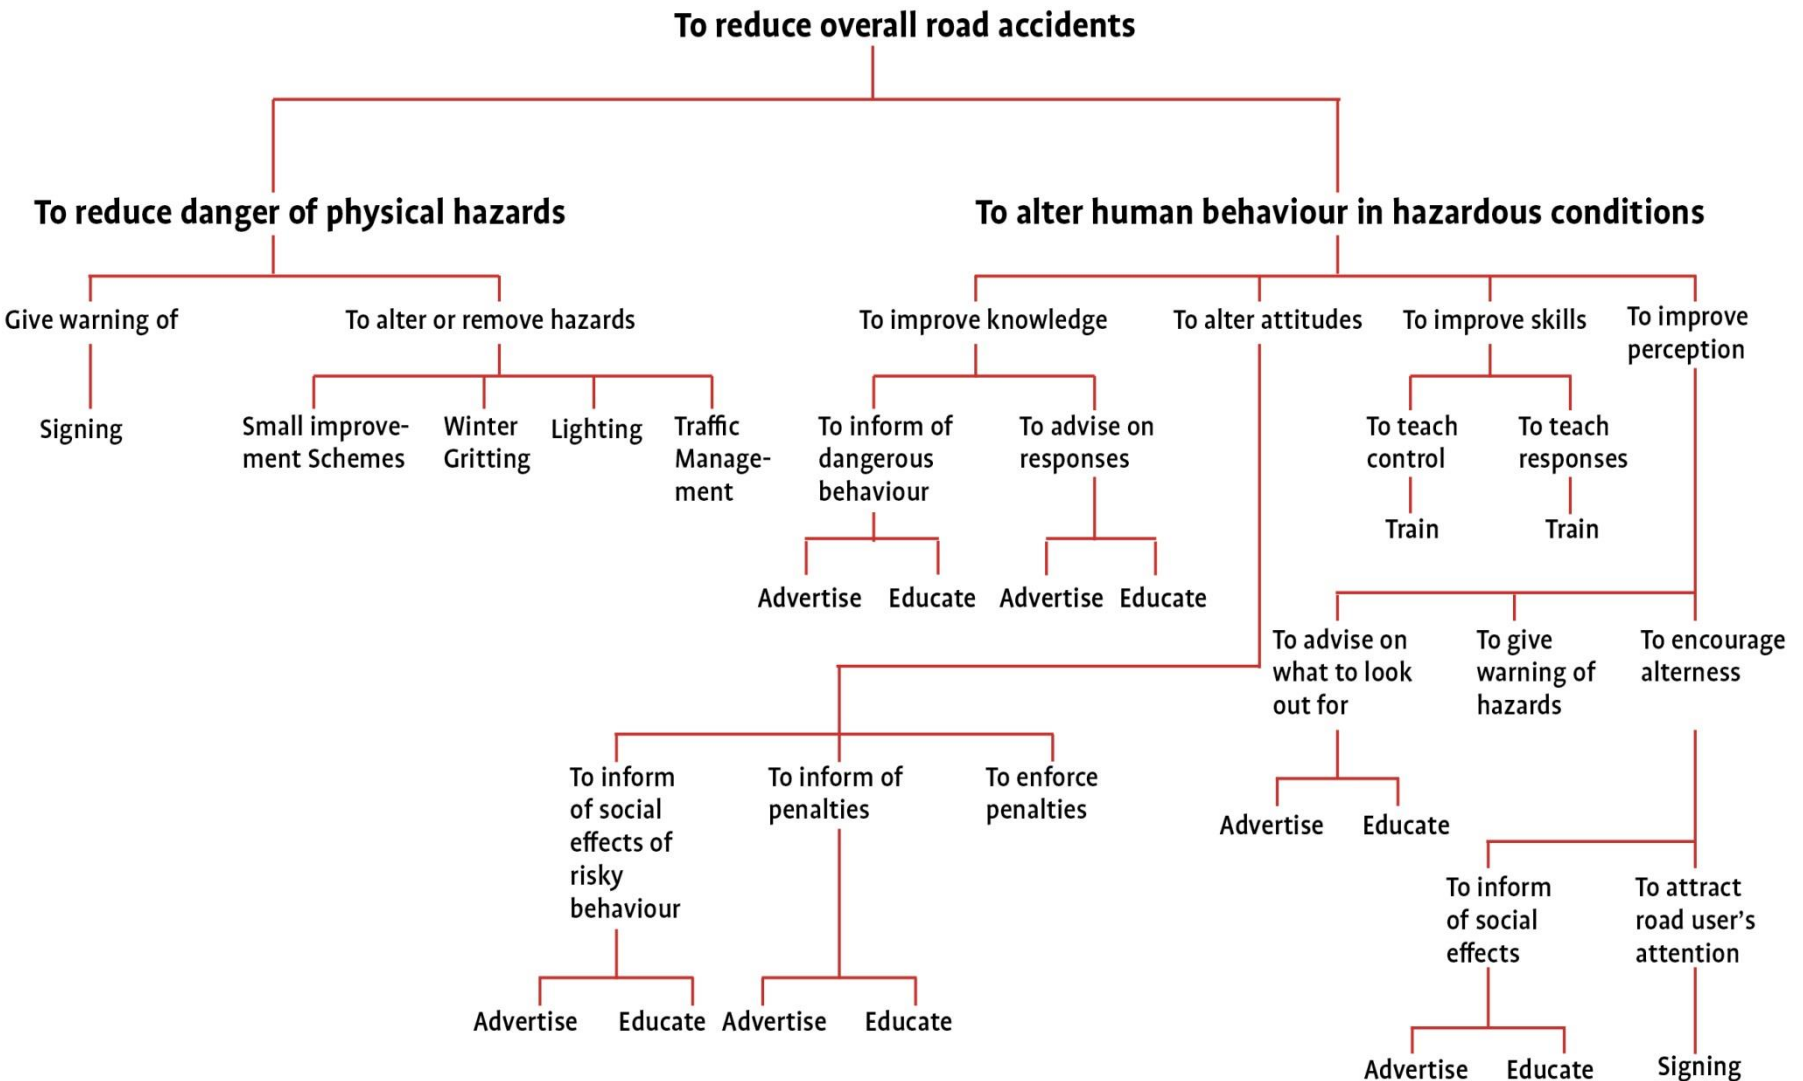 To reduce overall road accidents
To reduce danger of physical hazards
To alter human behaviour in hazardous conditions
Give warning of
To alter or remove hazards
To improve knowledge
To alter attitudes
To improve skills
To improve
perception
Signing
Small improve-
ment Schemes
Winter
Gritting
Lighting
Traffic
Manage-
ment
To inform of
dangerous
behaviour
To advise on
responses
To teach
control
To teach
responses
Train
Train
Advertise
Educate
Advertise
Educate
To advise on
what to look
out for
To give
warning of
hazards
To encourage
alterness
To inform
of social
effects of
risky
behaviour
To inform of
penalties
To enforce
penalties
Advertise
Educate
To inform
of social
effects
To attract
road user's
attention
Advertise
Educate
Advertise
Educate
Advertise
Educate
Signing